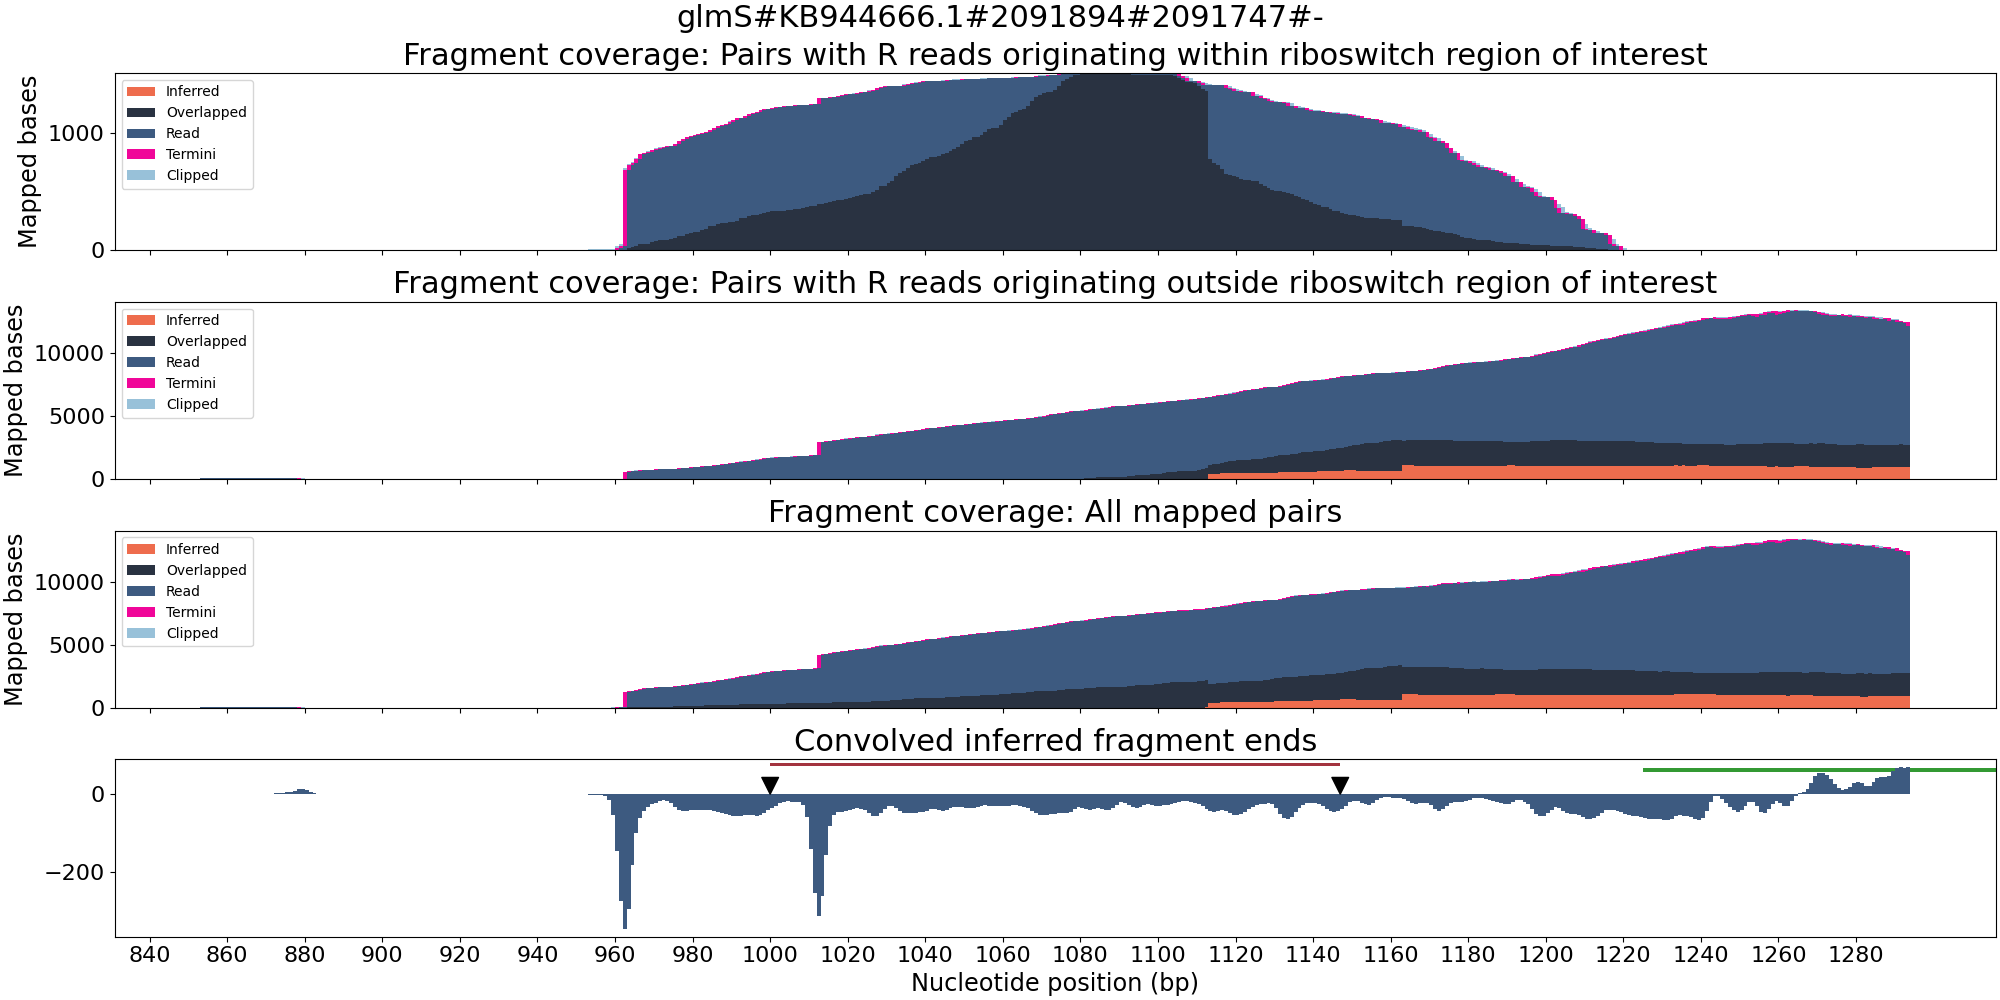 glmS#KB944666.1#2091894#2091747#-
Fragment coverage: Pairs with R reads originating within riboswitch region of interest
Mapped bases
1000
0
Inferred
Overlapped
Read
Termini
Clipped
Fragment coverage: Pairs with R reads originating outside riboswitch region of interest
Mapped bases
10000
5000
0
Inferred
Overlapped
Read
Termini
Clipped
Fragment coverage: All mapped pairs
Mapped bases
10000
5000
0
Inferred
Overlapped
Read
Termini
Clipped
Convolved inferred fragment ends
0
−200
840 860 880 900 920 940 960 980 1000 1020 1040 1060 1080 1100 1120 1140 1160 1180 1200 1220 1240 1260 1280
Nucleotide position (bp)